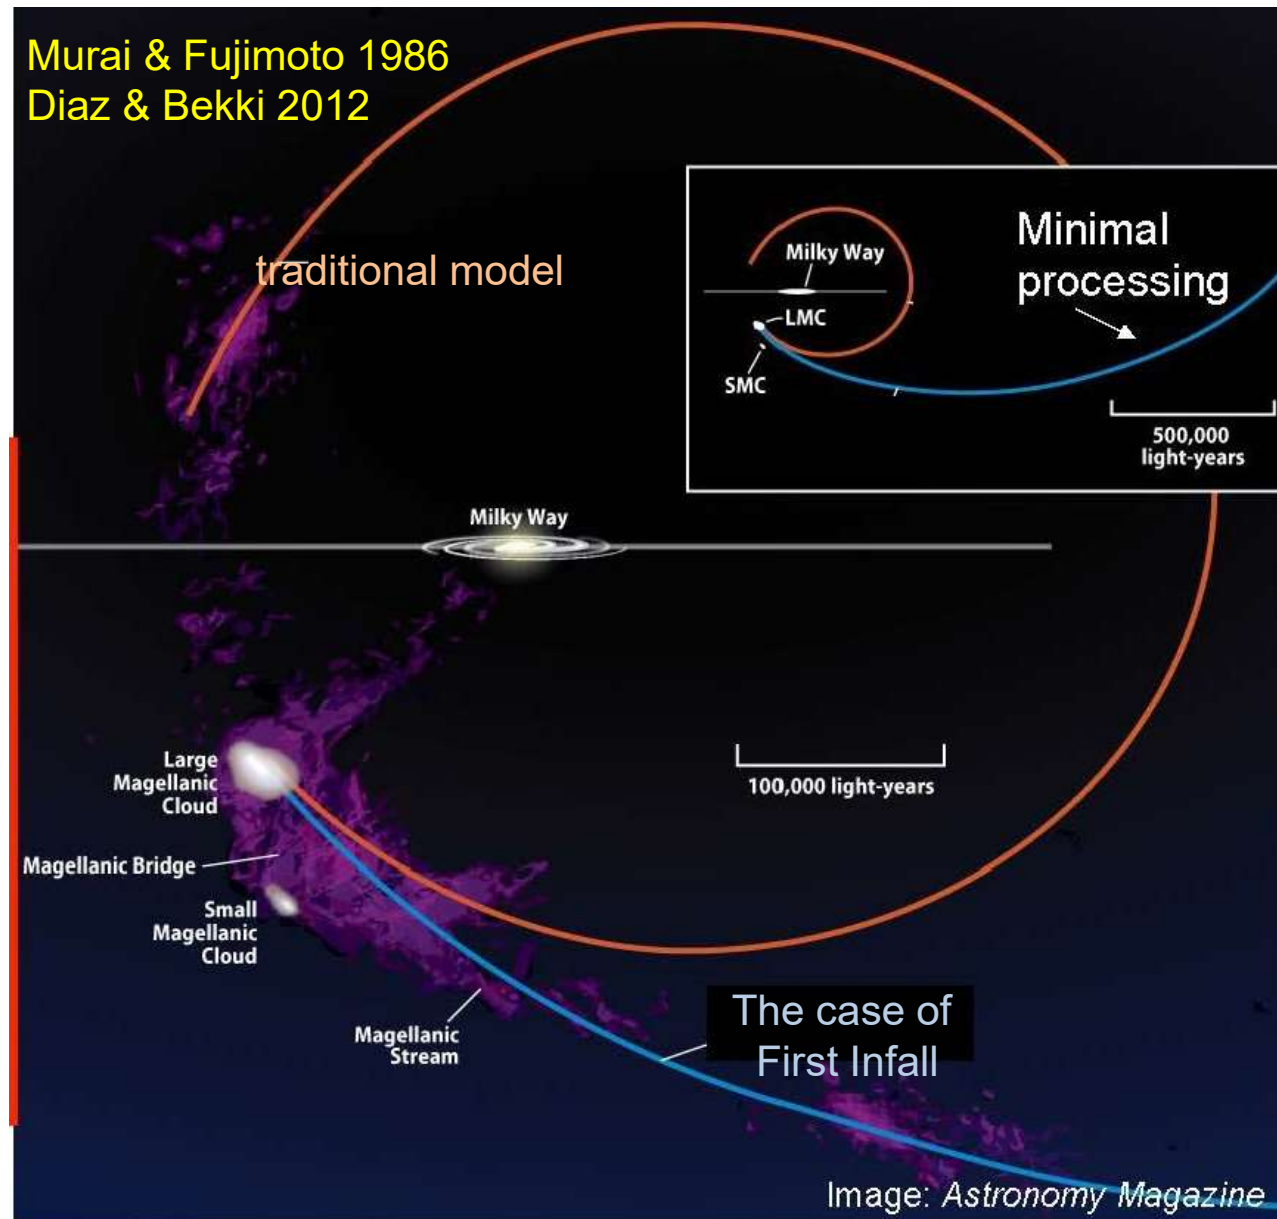 Murai & Fujimoto 1986
Diaz & Bekki 2012
traditional model
Minimal
processing
Milky Way
LMC
SMC
500,000
light-years
Milky Way
100,000 light-years
Large
Magellanic
Cloud
Magellanic Bridge
Small
Magellanic
Cloud
Magellanic
Stream
The case of
First Infall
Image: Astronomy Magazine